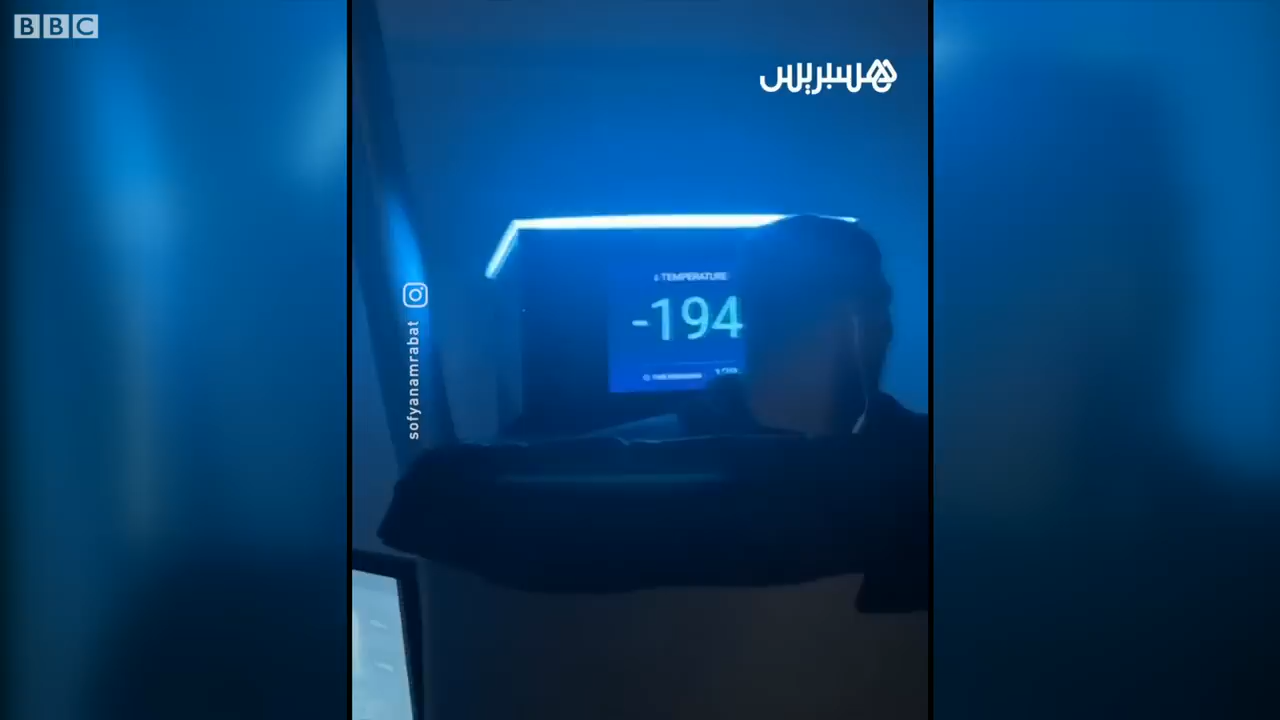 BBC
هسبريس
TEMPERATURE
-194
sofyanamrabat